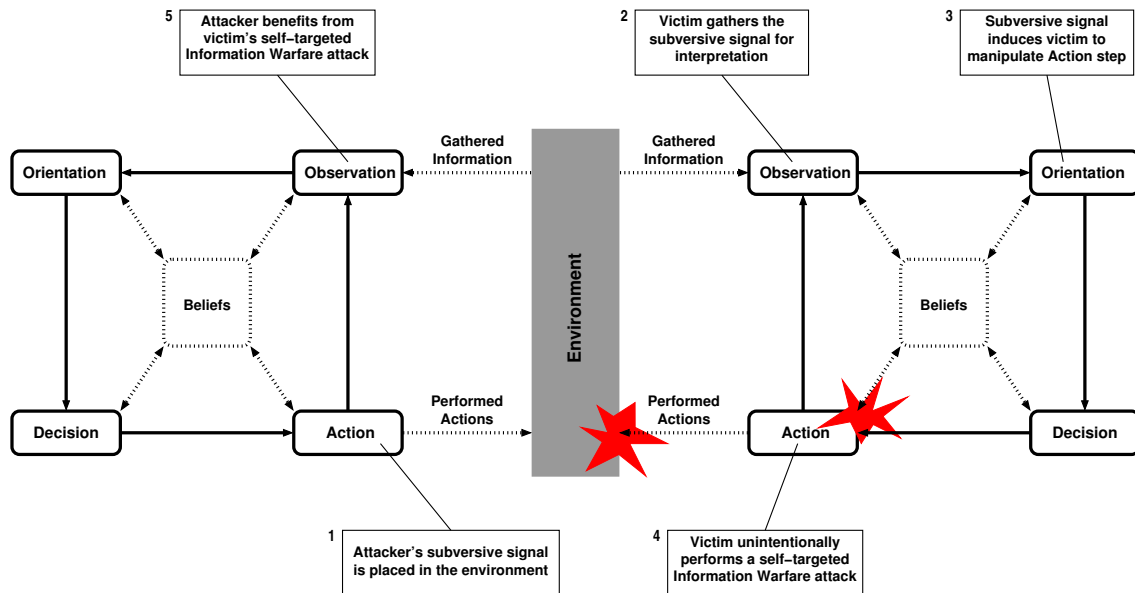 5
Attacker benefits from
victim's self−targeted
Information Warfare attack
2
Victim gathers the
subversive signal for
interpretation
3
Subversive signal
induces victim to
manipulate Action step
Orientation
Observation
Gathered
Information
Gathered
Information
Observation
Orientation
Beliefs
Environment
Beliefs
Decision
Action
Performed
Actions
Performed
Actions
Action
Decision
1
Attacker's subversive signal
is placed in the environment
4
Victim unintentionally
performs a self−targeted
Information Warfare attack